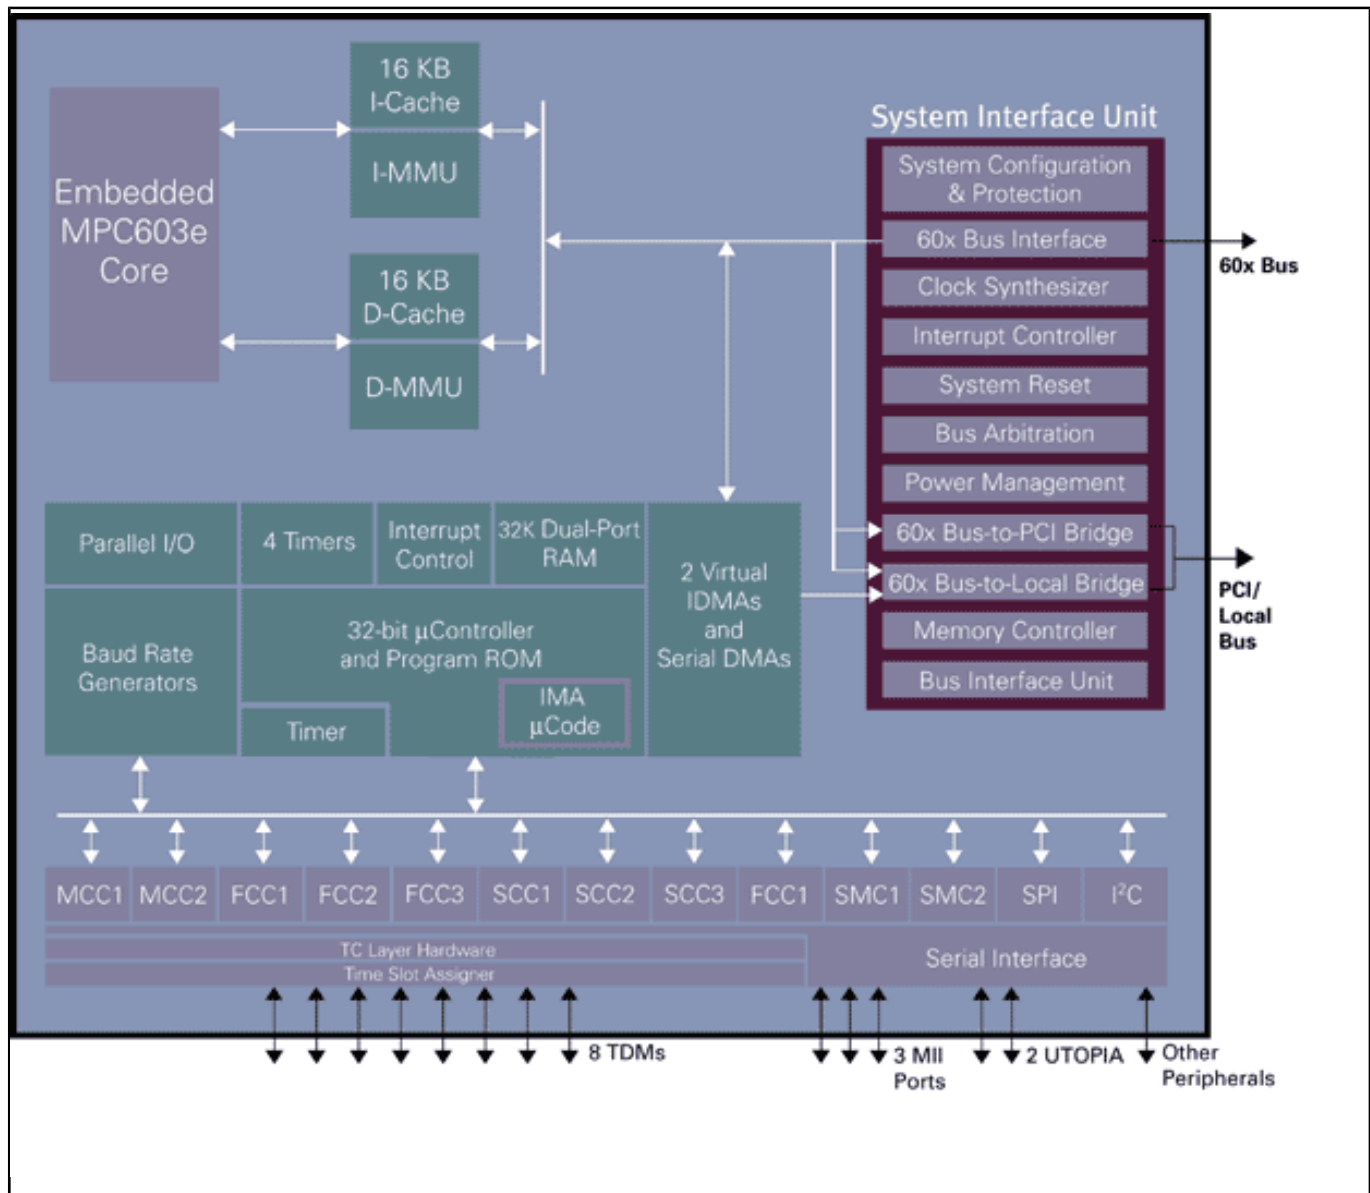 16 KB
I-Cache
I-MMU
Embedded
MPC603e
Core
16 KB
D-Cache
D-MMU
System Interface Unit
System Configuration
& Protection
60x Bus Interface
60x Bus
Clock Synthesizer
Interrupt Controller
System Reset
Bus Arbitration
Power Management
60x Bus-to-PCI Bridge
60x Bus-to-Local Bridge
PCI/
Local
Bus
Memory Controller
Bus Interface Unit
Parallel I/O
4 Timers
Interrupt
Control
32K Dual-Port
RAM
2 Virtual
IDMAs
and
Serial DMAs
Baud Rate
Generators
32-bit µController
and Program ROM
IMA
µCode
Timer
MCC1
MCC2
FCC1
FCC2
FCC3
SCC1
SCC2
SCC3
FCC1
SMC1
SMC2
SPI
I²C
TC Layer Hardware
Time Slot Assigner
Serial Interface
8 TDMs
3 MII
Ports
2 UTOPIA
Other
Peripherals